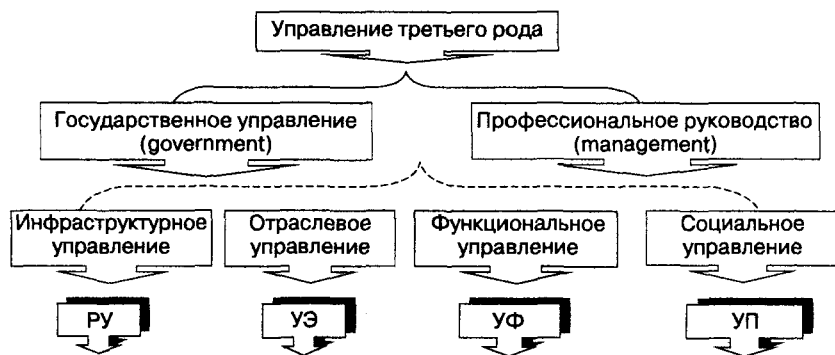 Управление третьего рода
Государственное управление
(government)
Профессиональное руководство
(management)
Инфраструктурное
управление
Отраслевое
управление
Функциональное
управление
Социальное
управление
РУ
УЭ
УФ
УП